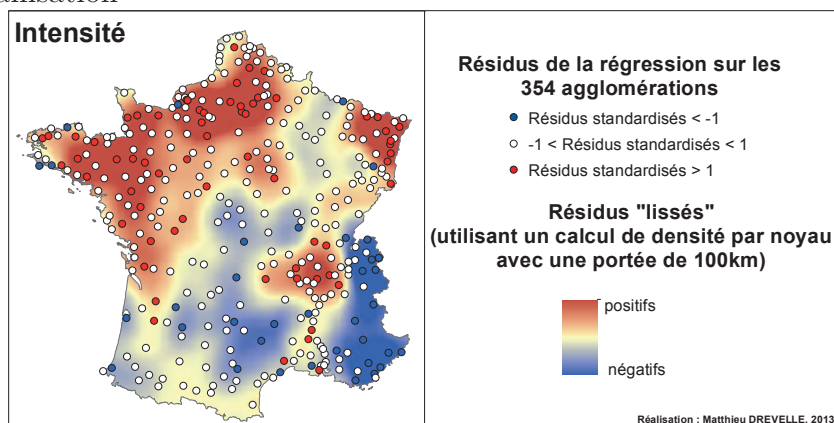 Intensité
Résidus de la régression sur les
354 agglomérations
Résidus standardisés < -1
-1 < Résidus standardisés < 1
Résidus standardisés > 1
Résidus "lissés"
(utilisant un calcul de densité par noyau
avec une portée de 100km)
positifs
négatifs
Réalisation : Matthieu DREVELLE, 2013